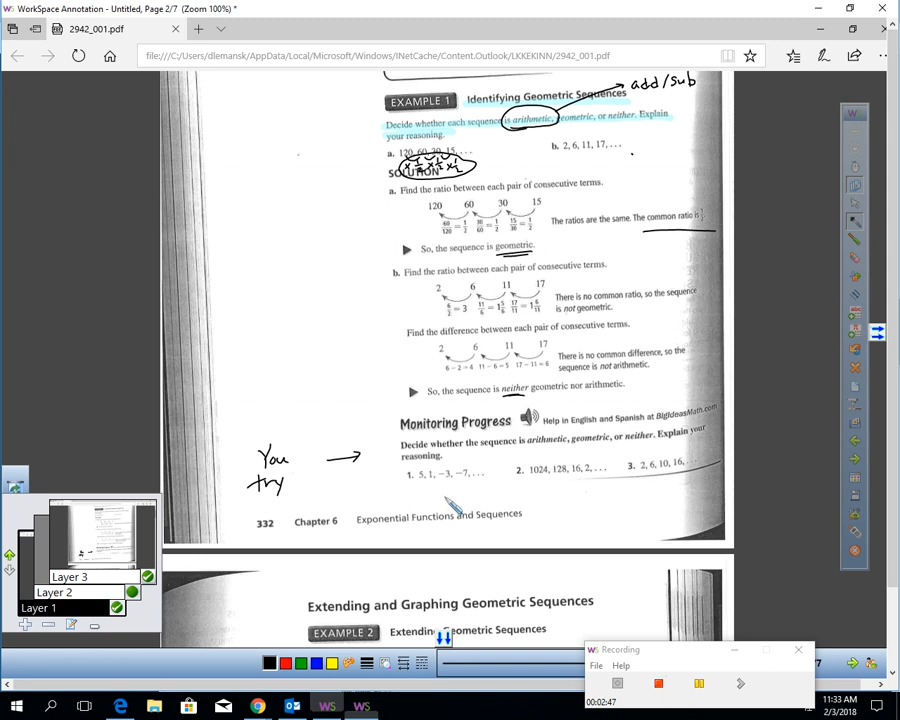 WorkSpace Annotation - Untitled, Page 2/7 (Zoom 100%) *
2942_001.pdf
file:///C:/Users/dlemansk/AppData/Local/Microsoft/Windows/INetCache/Content.Outlook/LKKEKINN/2942_001.pdf
add/sub
EXAMPLE 1 Identifying Geometric Sequences
Decide whether each sequence is arithmetic, geometric, or neither. Explain
your reasoning.
a. 120, 60, 30, 15, . . .
b. 2, 6, 11, 17, . . .
×1/2 ×1/2 ×1/2
SOLUTION
a. Find the ratio between each pair of consecutive terms.
120 60 30 15
60/120 = 1/2 30/60 = 1/2 15/30 = 1/2
The ratios are the same. The common ratio is 1/2.
So, the sequence is geometric.
b. Find the ratio between each pair of consecutive terms.
2 6 11 17
6/2 = 3 11/6 = 1 5/6 17/11 = 1 6/11
There is no common ratio, so the sequence
is not geometric.
Find the difference between each pair of consecutive terms.
2 6 11 17
6 − 2 = 4 11 − 6 = 5 17 − 11 = 6
There is no common difference, so the
sequence is not arithmetic.
So, the sequence is neither geometric nor arithmetic.
Monitoring Progress Help in English and Spanish at BigIdeasMath.com
Decide whether the sequence is arithmetic, geometric, or neither. Explain your
reasoning.
You
try
1. 5, 1, −3, −7, . . .
2. 1024, 128, 16, 2, . . .
3. 2, 6, 10, 16, . . .
332 Chapter 6 Exponential Functions and Sequences
Extending and Graphing Geometric Sequences
EXAMPLE 2 Extending Geometric Sequences
Layer 3
Layer 2
Layer 1
Recording
File Help
00:02:47
11:33 AM
2/3/2018